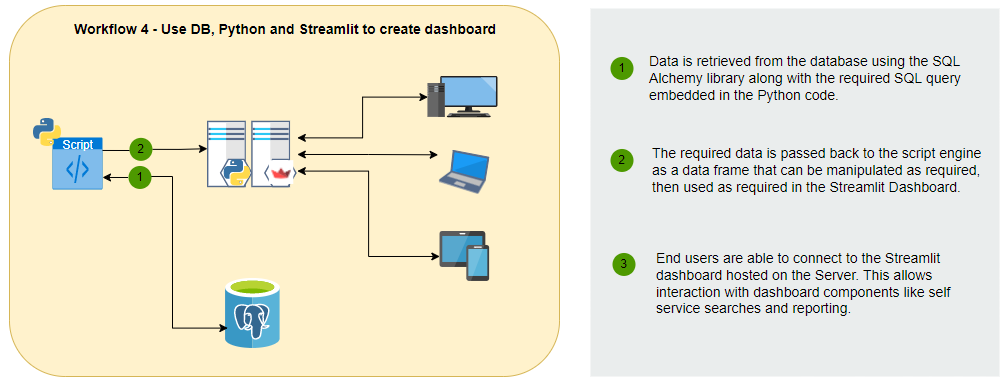 Workflow 4 - Use DB, Python and Streamlit to create dashboard
Script
2
1
1
Data is retrieved from the database using the SQL
Alchemy library along with the required SQL query
embedded in the Python code.
2
The required data is passed back to the script engine
as a data frame that can be manipulated as required,
then used as required in the Streamlit Dashboard.
3
End users are able to connect to the Streamlit
dashboard hosted on the Server. This allows
interaction with dashboard components like self
service searches and reporting.